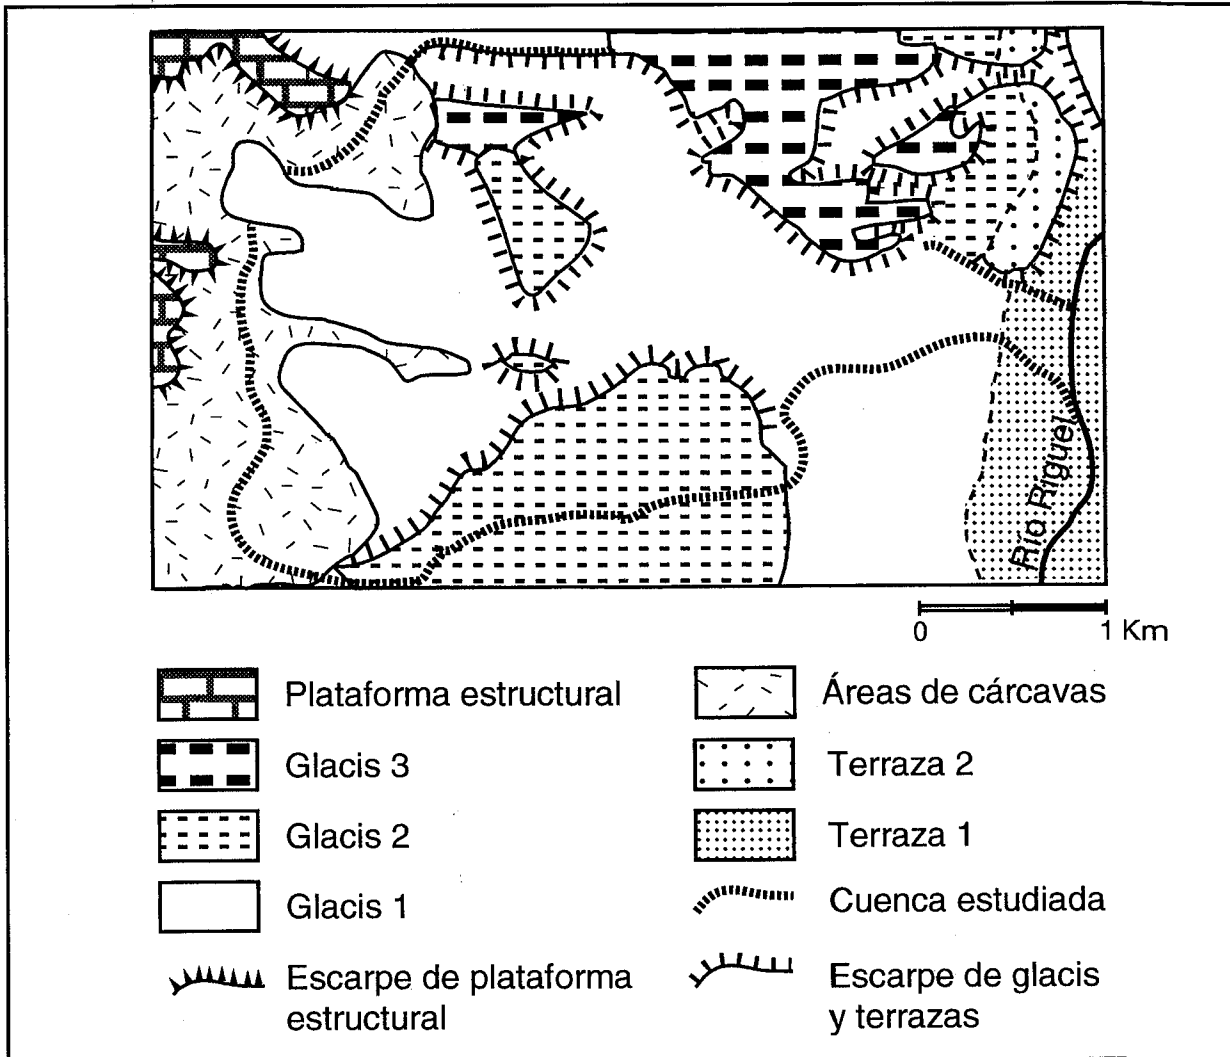 Río Riguel
0 1 Km
Plataforma estructural
Glacis 3
Glacis 2
Glacis 1
Escarpe de plataforma
estructural
Áreas de cárcavas
Terraza 2
Terraza 1
Cuenca estudiada
Escarpe de glacis
y terrazas